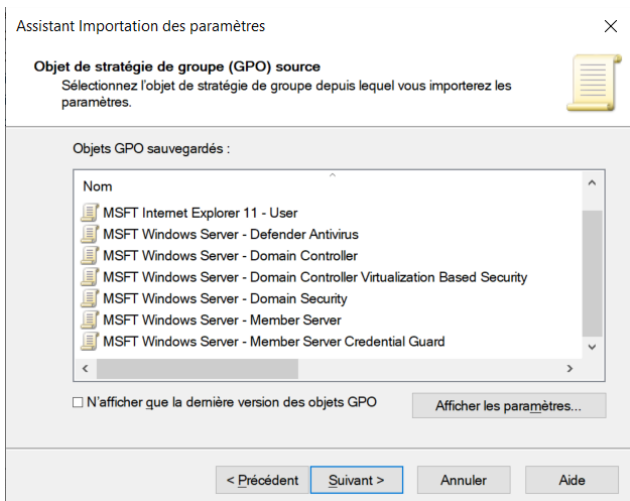 Assistant Importation des paramètres
Objet de stratégie de groupe (GPO) source
Sélectionnez l'objet de stratégie de groupe depuis lequel vous importerez les
paramètres.
Objets GPO sauvegardés :
Nom
MSFT Internet Explorer 11 - User
MSFT Windows Server - Defender Antivirus
MSFT Windows Server - Domain Controller
MSFT Windows Server - Domain Controller Virtualization Based Security
MSFT Windows Server - Domain Security
MSFT Windows Server - Member Server
MSFT Windows Server - Member Server Credential Guard
N'afficher que la dernière version des objets GPO
Afficher les paramètres...
< Précédent
Suivant >
Annuler
Aide